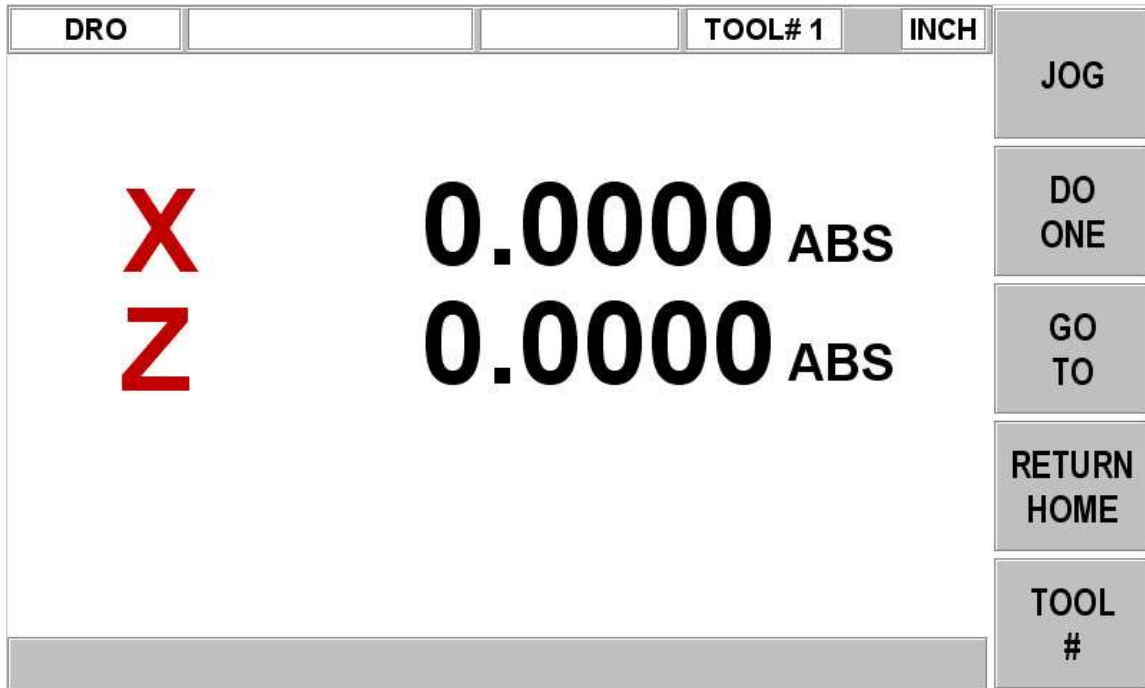 DRO TOOL# 1 INCH
X 0.0000 ABS
Z 0.0000 ABS
JOG
DO
ONE
GO
TO
RETURN
HOME
TOOL
#